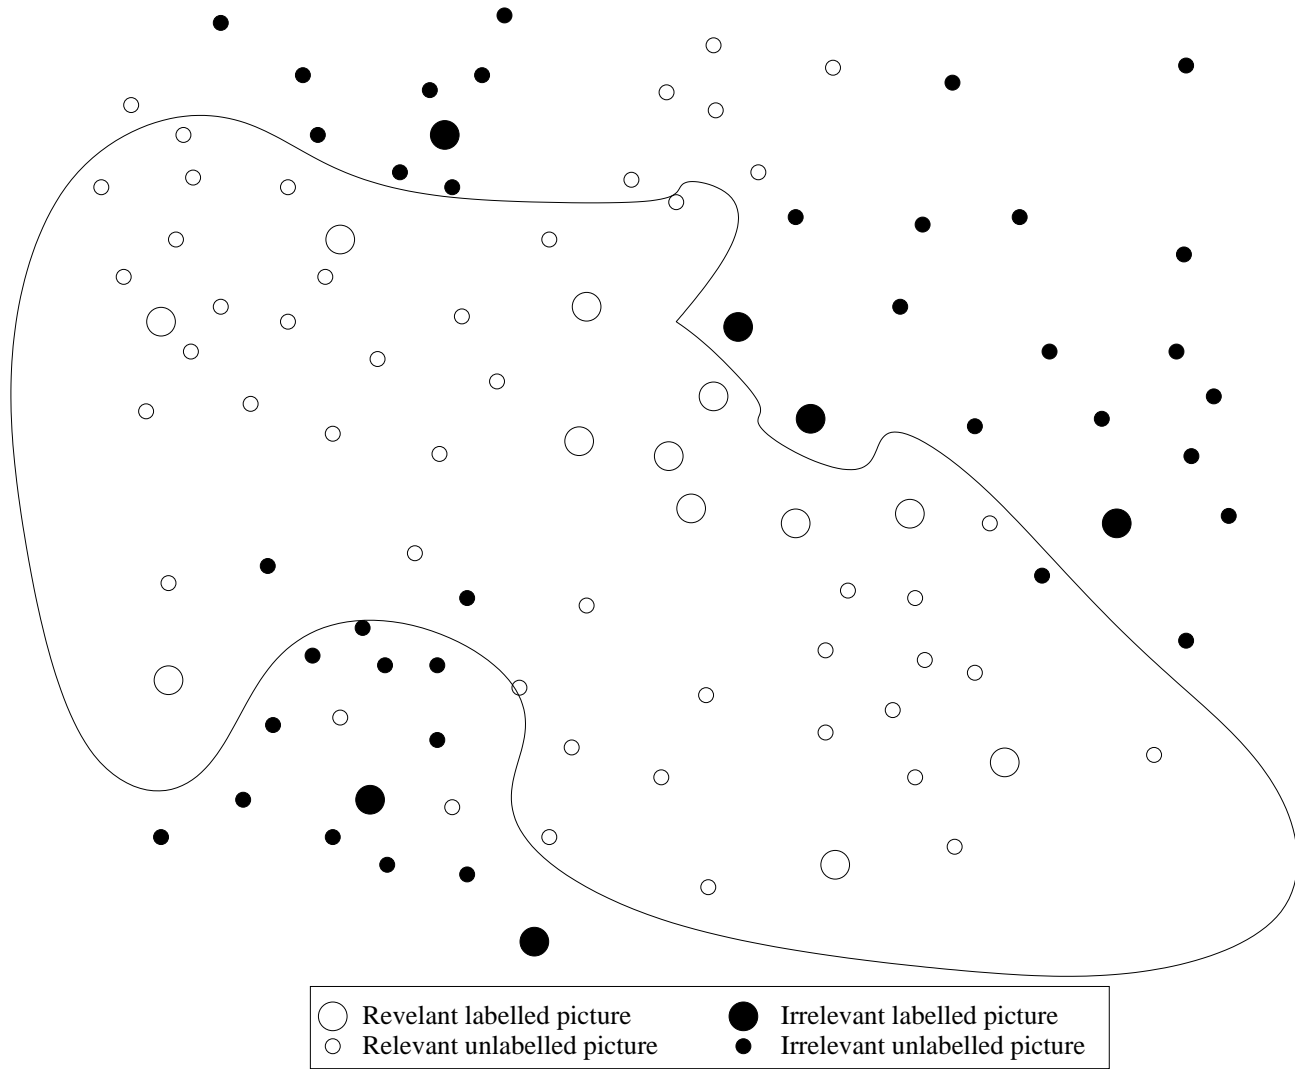 Revelant labelled picture
Irrelevant labelled picture
Relevant unlabelled picture
Irrelevant unlabelled picture